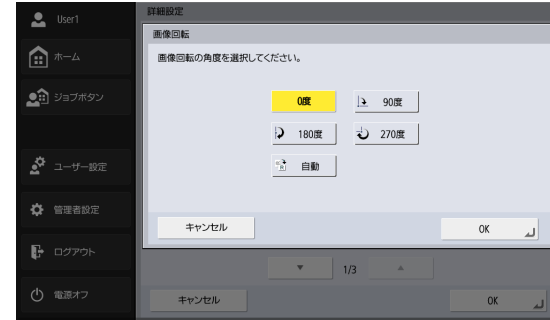 User1
ホーム
ジョブボタン
ユーザー設定
管理者設定
ログアウト
電源オフ
詳細設定
画像回転
画像回転の角度を選択してください。
0度
90度
180度
270度
自動
キャンセル
OK
1/3
キャンセル
OK